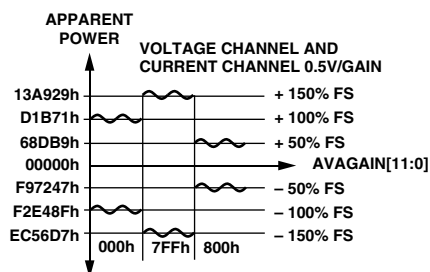 APPARENT
POWER
VOLTAGE CHANNEL AND
CURRENT CHANNEL 0.5V/GAIN
13A929h + 150% FS
D1B71h + 100% FS
68DB9h + 50% FS
00000h AVAGAIN[11:0]
F97247h – 50% FS
F2E48Fh – 100% FS
EC56D7h – 150% FS
000h 7FFh 800h